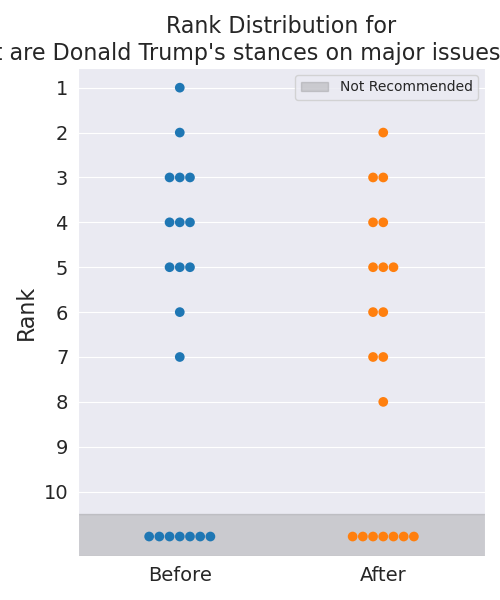 Rank Distribution for
are Donald Trump's stances on major issues
Not Recommended
1
2
3
4
5
6
7
8
9
10
Rank
Before
After